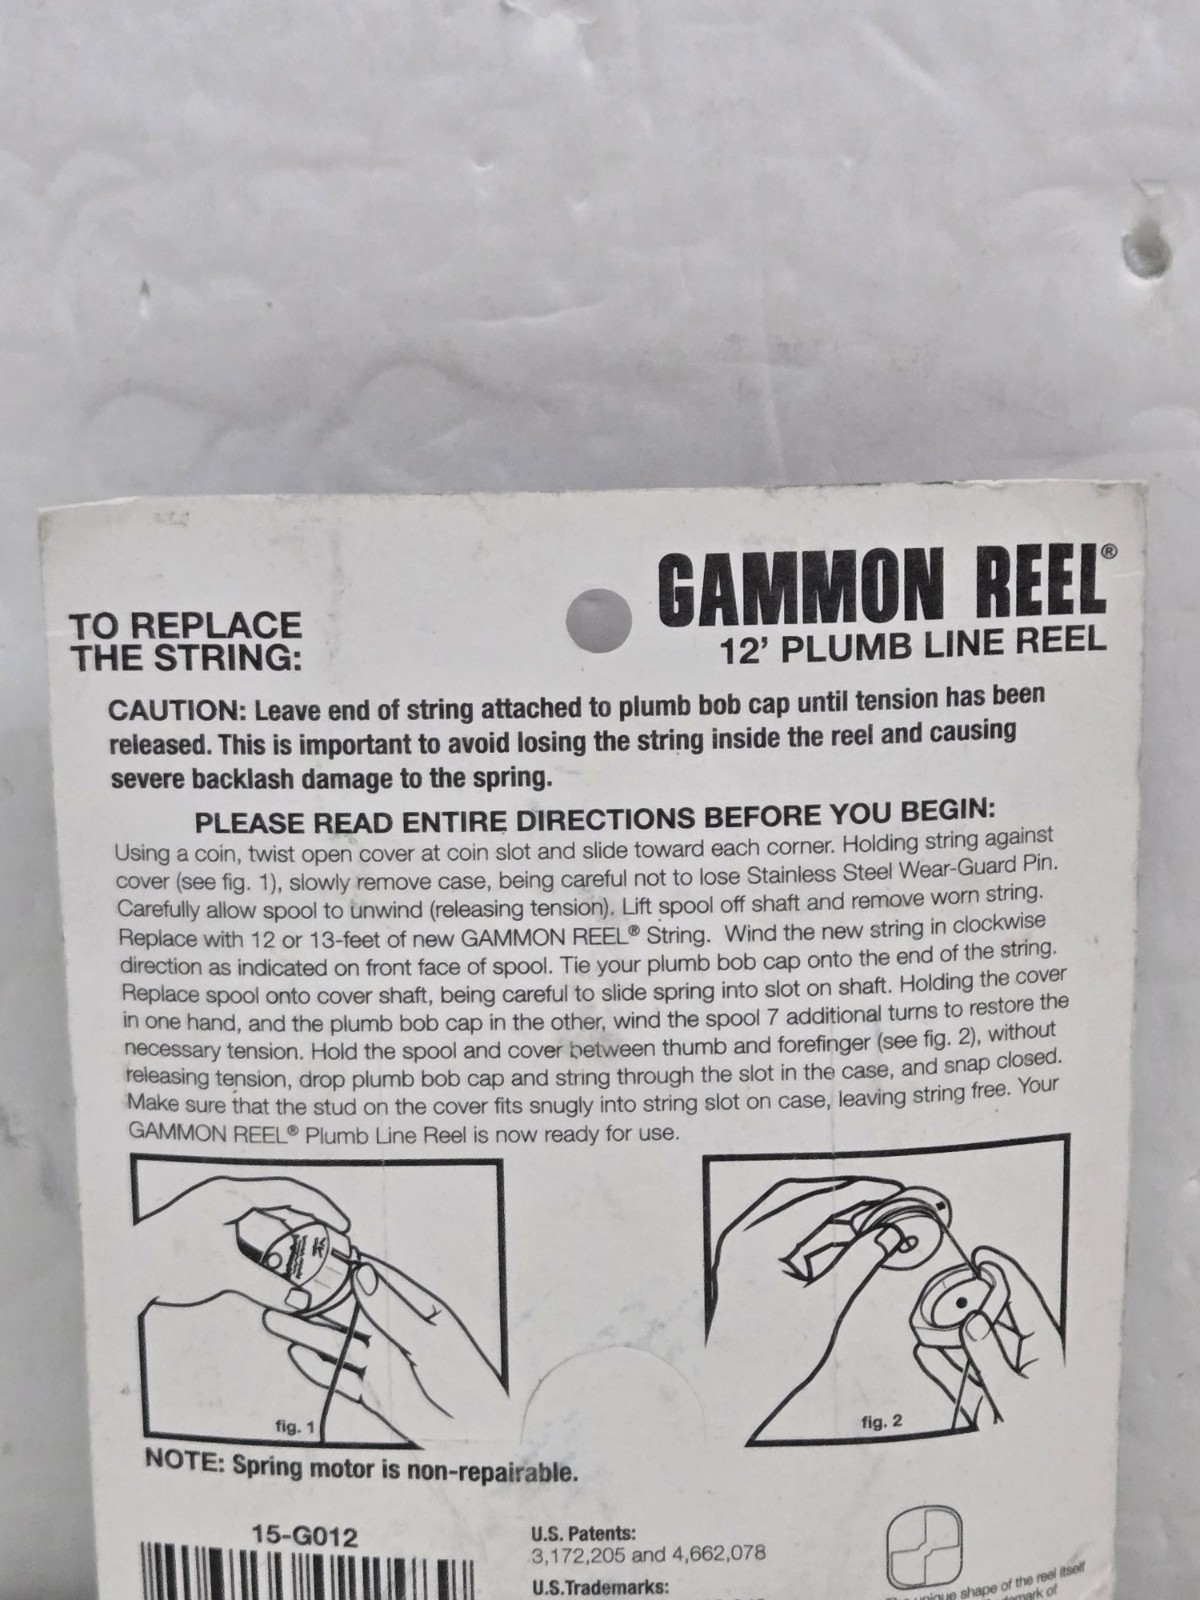 GAMMON REEL®
12' PLUMB LINE REEL
TO REPLACE
THE STRING:
CAUTION: Leave end of string attached to plumb bob cap until tension has been
released. This is important to avoid losing the string inside the reel and causing
severe backlash damage to the spring.
PLEASE READ ENTIRE DIRECTIONS BEFORE YOU BEGIN:
Using a coin, twist open cover at coin slot and slide toward each corner. Holding string against
cover (see fig. 1), slowly remove case, being careful not to lose Stainless Steel Wear-Guard Pin.
Carefully allow spool to unwind (releasing tension). Lift spool off shaft and remove worn string.
Replace with 12 or 13-feet of new GAMMON REEL® String. Wind the new string in clockwise
direction as indicated on front face of spool. Tie your plumb bob cap onto the end of the string.
Replace spool onto cover shaft, being careful to slide spring into slot on shaft. Holding the cover
in one hand, and the plumb bob cap in the other, wind the spool 7 additional turns to restore the
necessary tension. Hold the spool and cover between thumb and forefinger (see fig. 2), without
releasing tension, drop plumb bob cap and string through the slot in the case, and snap closed.
Make sure that the stud on the cover fits snugly into string slot on case, leaving string free. Your
GAMMON REEL® Plumb Line Reel is now ready for use.
fig. 1
fig. 2
NOTE: Spring motor is non-repairable.
15-G012
U.S. Patents:
3,172,205 and 4,662,078
U.S.Trademarks:
unique shape of the reel itself